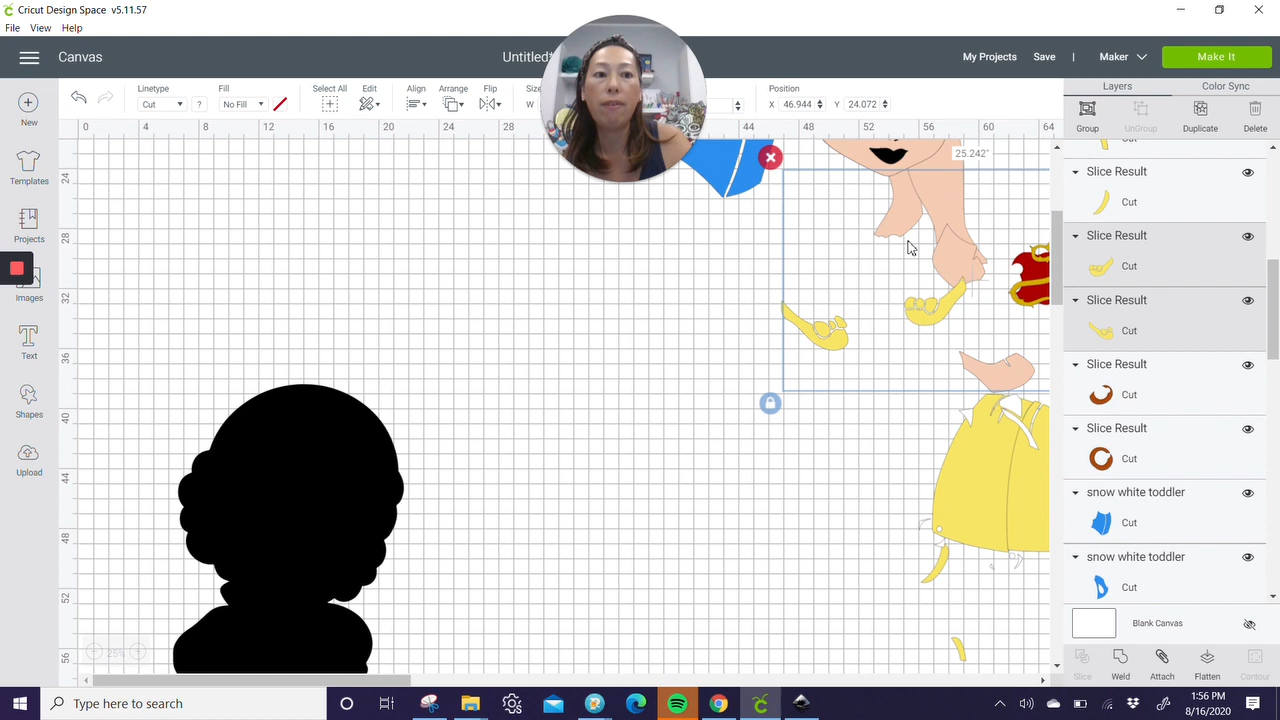 Cricut Design Space v5.11.57
File View Help
Canvas
Untitled*
My Projects Save | Maker Make It
Linetype Fill Select All Edit Align Arrange Flip Size Position
Cut ? No Fill W X 46.944 Y 24.072
Layers Color Sync
Group UnGroup Duplicate Delete
0 4 8 12 16 20 24 28 44 48 52 56 60 64
24
28
32
36
40
44
48
52
56
25.242"
New
Templates
Projects
Images
Text
Shapes
Upload
Cut
Slice Result
Cut
Slice Result
Cut
Slice Result
Cut
Slice Result
Cut
Slice Result
Cut
snow white toddler
Cut
snow white toddler
Cut
Blank Canvas
Slice Weld Attach Flatten Contour
25%
Type here to search
1:56 PM
8/16/2020